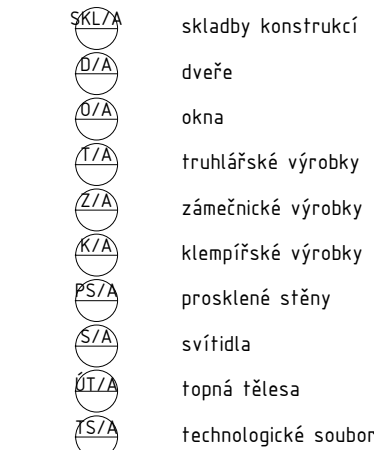 SKL/A skladby konstrukcí
D/A dveře
O/A okna
T/A truhlářské výrobky
Z/A zámečnické výrobky
K/A klempířské výrobky
PS/A prosklené stěny
S/A svítidla
ÚT/A topná tělesa
TS/A technologické soubor